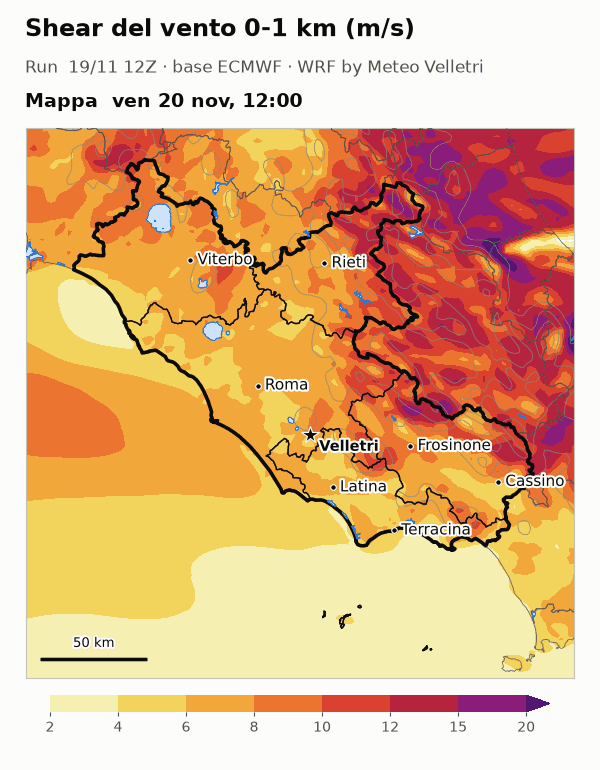 Shear del vento 0-1 km (m/s)
Run 19/11 12Z · base ECMWF · WRF by Meteo Velletri
Mappa ven 20 nov, 12:00
Viterbo
Rieti
Roma
Velletri
Frosinone
Latina
Cassino
Terracina
50 km
2 4 6 8 10 12 15 20